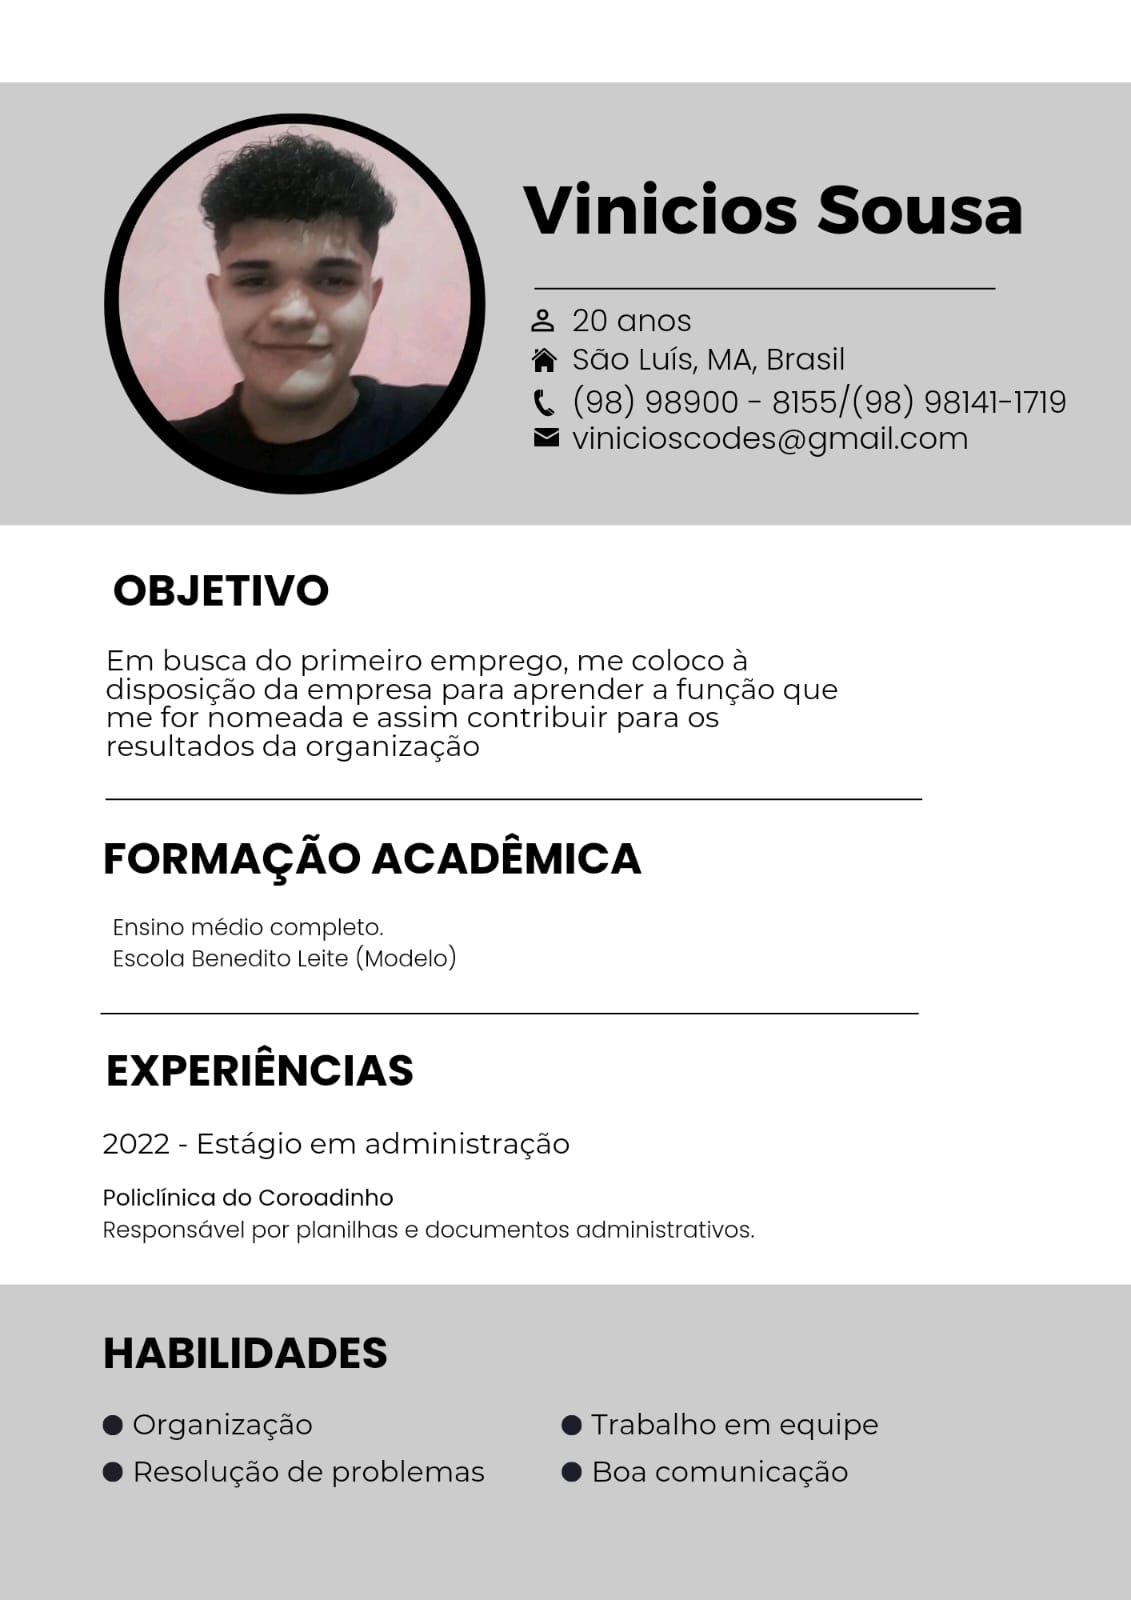 Vinicios Sousa
20 anos
São Luís, MA, Brasil
(98) 98900 - 8155/(98) 98141-1719
vinicioscodes@gmail.com
OBJETIVO
Em busca do primeiro emprego, me coloco à
disposição da empresa para aprender a função que
me for nomeada e assim contribuir para os
resultados da organização
FORMAÇÃO ACADÊMICA
Ensino médio completo.
Escola Benedito Leite (Modelo)
EXPERIÊNCIAS
2022 - Estágio em administração
Policlínica do Coroadinho
Responsável por planilhas e documentos administrativos.
HABILIDADES
Organização
Resolução de problemas
Trabalho em equipe
Boa comunicação